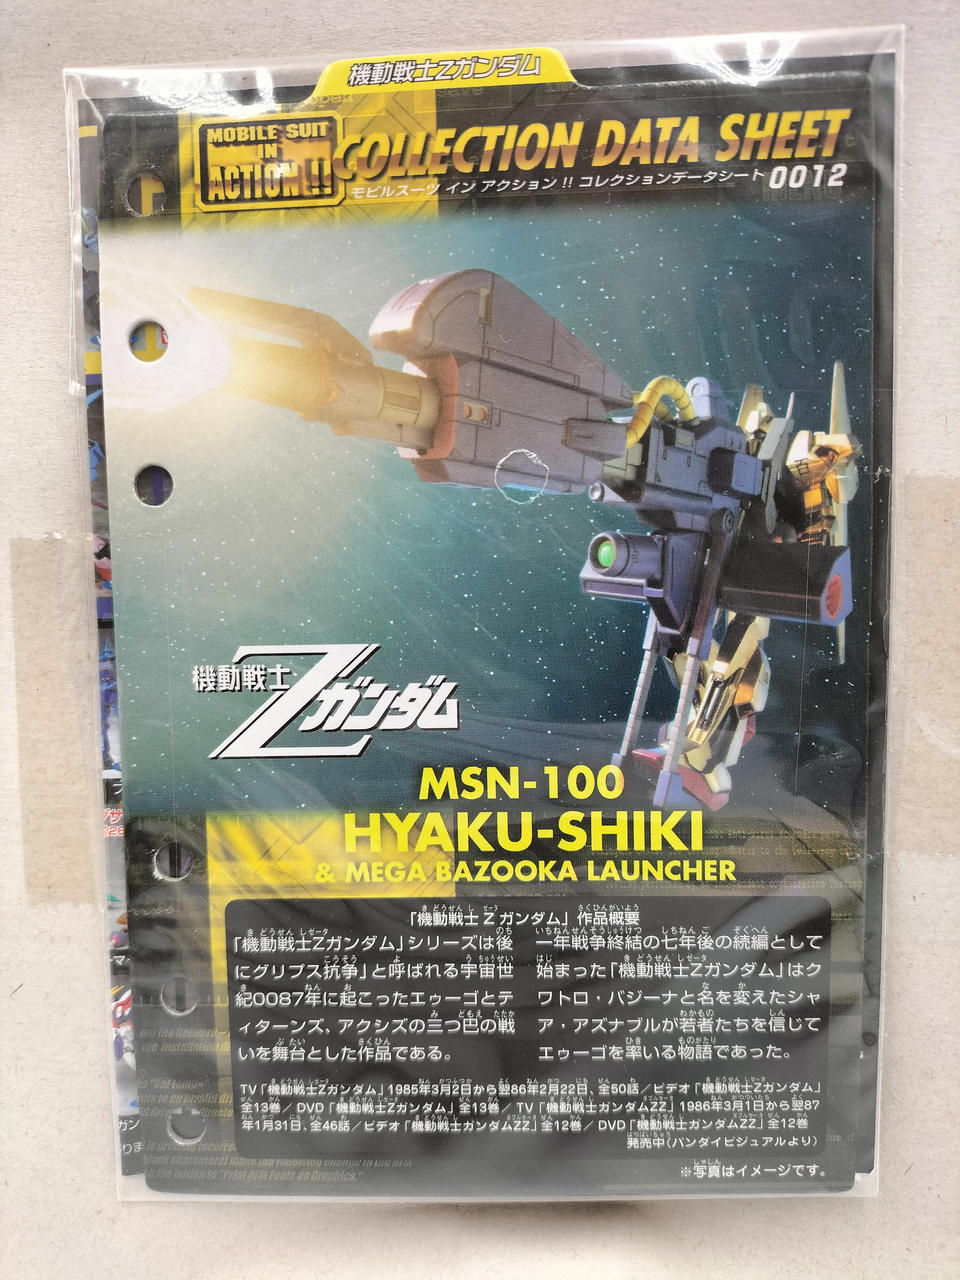 機動戦士Zガンダム
MOBILE SUIT
IN
ACTION!!
COLLECTION DATA SHEET
モビルスーツ イン アクション!! コレクションデータシート 0012
百
機動戦士
Zガンダム
MSN-100
HYAKU-SHIKI
& MEGA BAZOOKA LAUNCHER
「機動戦士Zガンダム」作品概要
「機動戦士Zガンダム」シリーズは後
にグリプス抗争」と呼ばれる宇宙世
紀0087年に起こったエゥーゴとテ
ィターンズ、アクシズの三つ巴の戦
いを舞台とした作品である。
一年戦争終結の七年後の続編として
始まった「機動戦士Zガンダム」はク
ワトロ・バジーナと名を変えたシャ
ア・アズナブルが若者たちを信じて
エゥーゴを率いる物語であった。
TV「機動戦士Zガンダム」1985年3月2日から翌86年2月22日、全50話/ビデオ「機動戦士Zガンダム」
全13巻/DVD「機動戦士Zガンダム」全13巻/TV「機動戦士ガンダムZZ」1986年3月1日から翌87
年1月31日、全46話/ビデオ「機動戦士ガンダムZZ」全12巻/DVD「機動戦士ガンダムZZ」全12巻
発売中(バンダイビジュアルより)
※写真はイメージです。